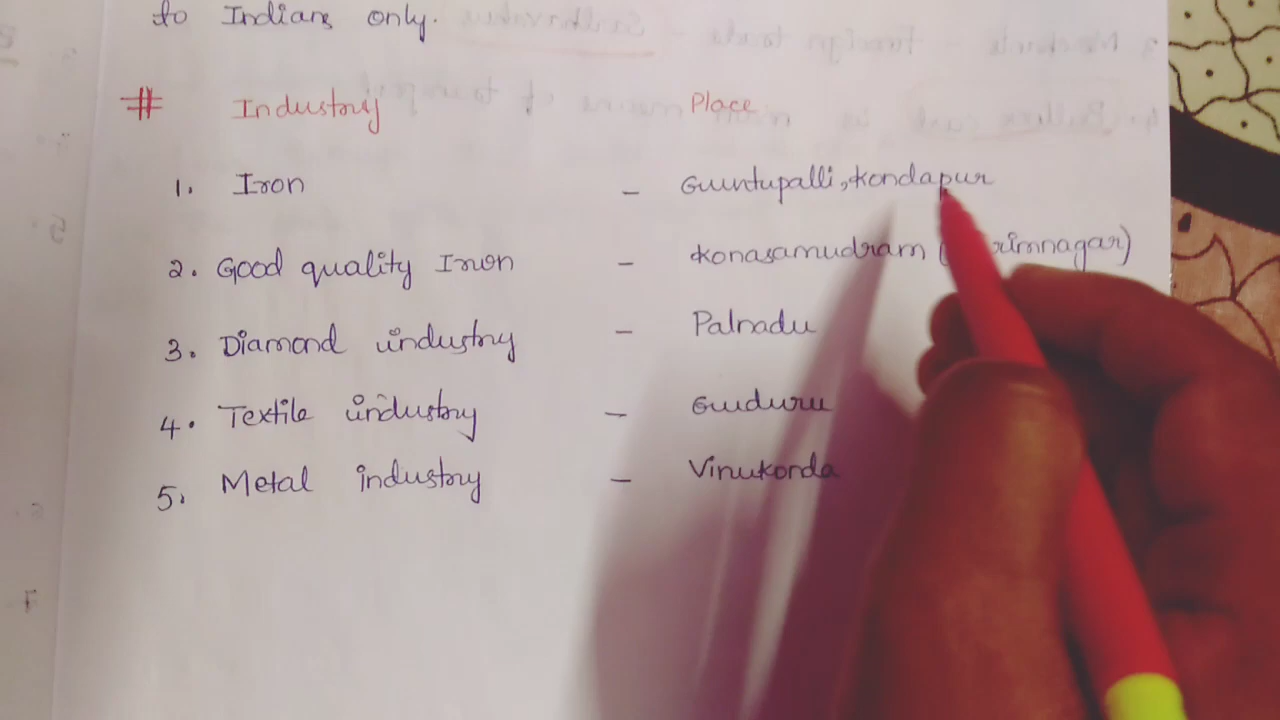 to Indians only.
# Industry Place
1. Iron - Guntupalli, kondapur
2. Good quality Iron - konasamudram (
3. Diamond industry - Palnadu
4. Textile industry - Guduru
5. Metal industry - Vinukonda